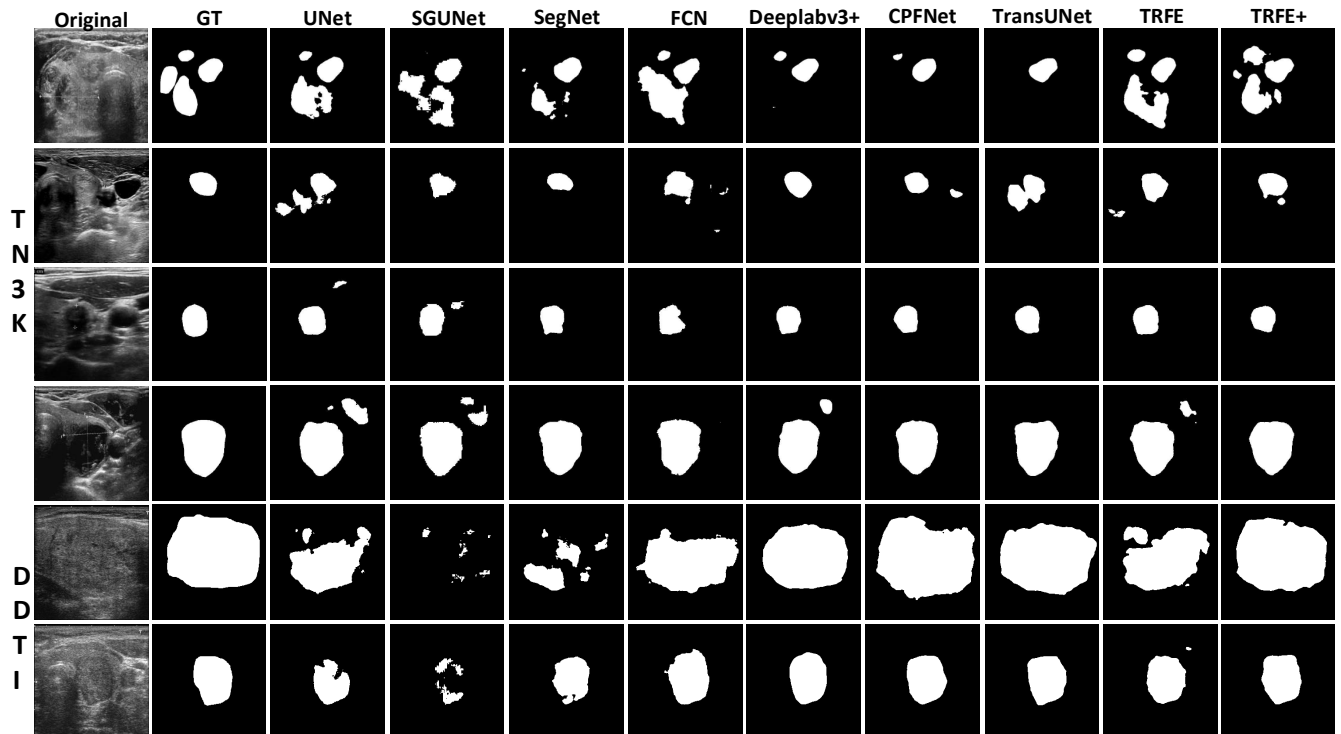 Original GT UNet SGUNet SegNet FCN Deeplabv3+ CPFNet TransUNet TRFE TRFE+
T
N
3
K
D
D
T
I